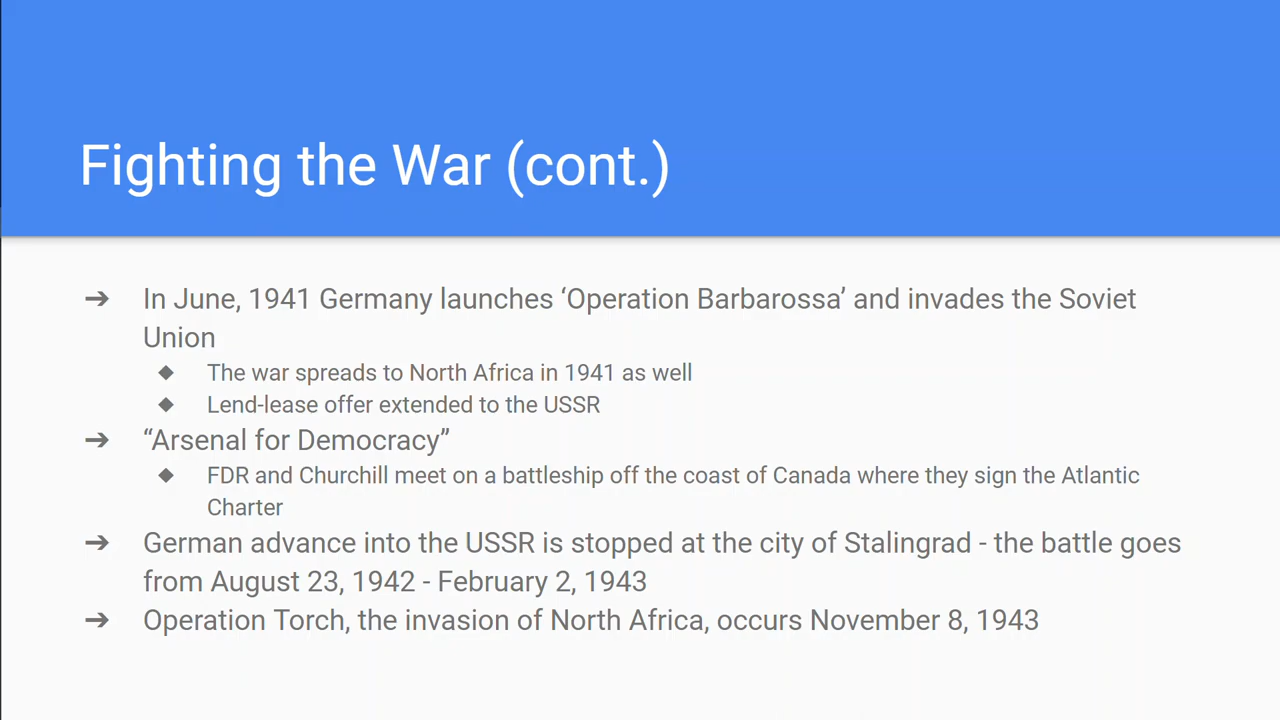 Fighting the War (cont.)
➔ In June, 1941 Germany launches ‘Operation Barbarossa’ and invades the Soviet
Union
◆ The war spreads to North Africa in 1941 as well
◆ Lend-lease offer extended to the USSR
➔ “Arsenal for Democracy”
◆ FDR and Churchill meet on a battleship off the coast of Canada where they sign the Atlantic
Charter
➔ German advance into the USSR is stopped at the city of Stalingrad - the battle goes
from August 23, 1942 - February 2, 1943
➔ Operation Torch, the invasion of North Africa, occurs November 8, 1943